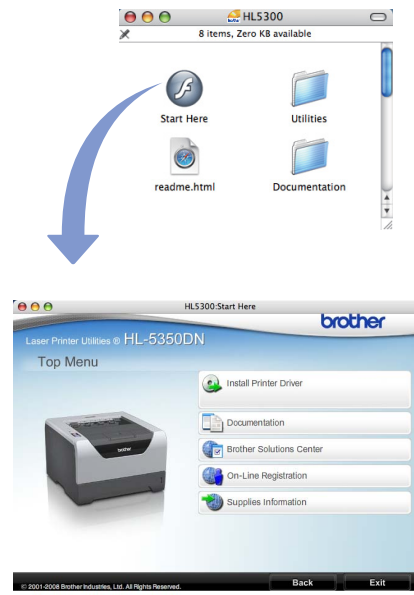 HL5300
8 items, Zero KB available
Start Here
Utilities
readme.html
Documentation
HL5300:Start Here
brother
Laser Printer Utilities ® HL-5350DN
Top Menu
Install Printer Driver
Documentation
Brother Solutions Center
On-Line Registration
Supplies Information
brother
© 2001-2008 Brother Industries, Ltd. All Rights Reserved.
Back
Exit